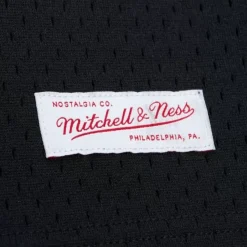 NOSTALGIA CO.
Mitchell & Ness
PHILADELPHIA, PA.